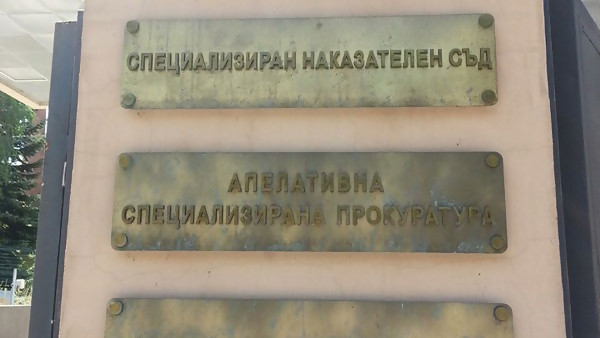 СПЕЦИАЛИЗИРАН НАКАЗАТЕЛЕН СЪД
АПЕЛАТИВНА
СПЕЦИАЛИЗИРАНА ПРОКУРАТУРА